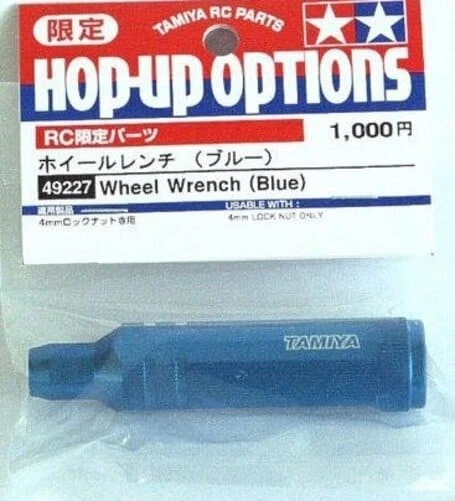 限定
TAMIYA RC PARTS
HOP-UP OPTIONS
RC限定パーツ
1,000円
ホイールレンチ （ブルー）
49227 Wheel Wrench (Blue)
適用製品
USABLE WITH :
4mmロックナット専用
4mm LOCK NUT ONLY
TAMIYA